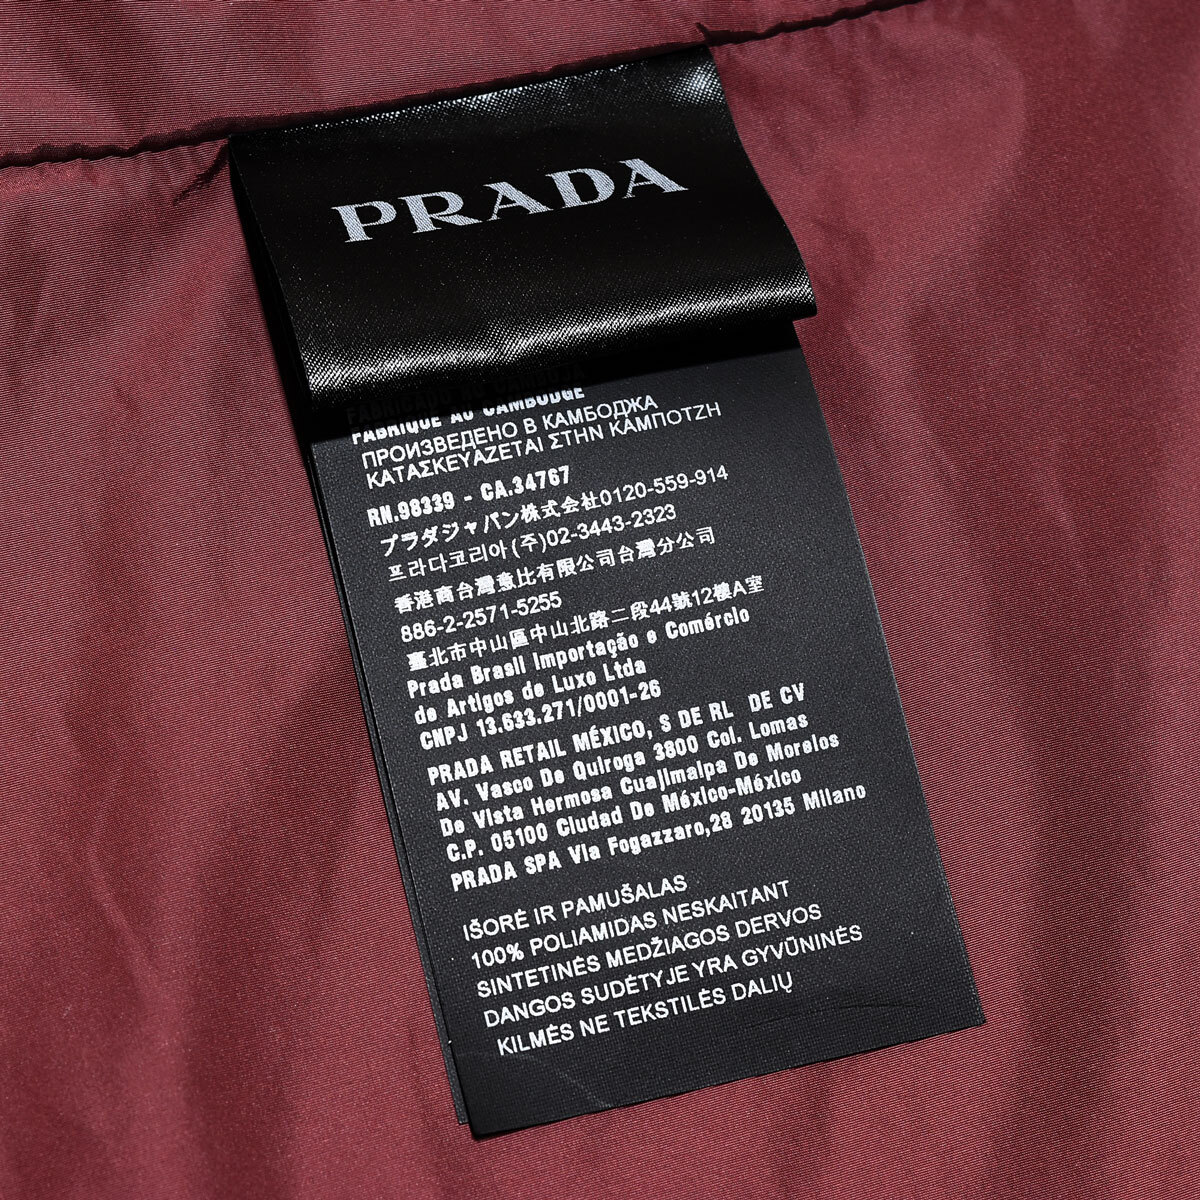 PRADA
FABRICADO AU CAMBOJA
FABRIQUE AU CAMBODGE
ПРОИЗВЕДЕНО В КАМБОДЖА
ΚΑΤΑΣΚΕΥΑΖΕΤΑΙ ΣΤΗΝ ΚΑΜΠΟΤΖΗ
RN.98339 - CA.34767
プラダジャパン株式会社0120-559-914
프라다코리아(주)02-3443-2323
香港商台灣意比有限公司台灣分公司
886-2-2571-5255
臺北市中山區中山北路二段44號12樓A室
Prada Brasil Importação e Comércio
de Artigos de Luxo Ltda
CNPJ 13.633.271/0001-26
PRADA RETAIL MÉXICO, S DE RL DE CV
AV. Vasco De Quiroga 3800 Col. Lomas
De Vista Hermosa Cuajimalpa De Morelos
C.P. 05100 Ciudad De México-México
PRADA SPA Via Fogazzaro,28 20135 Milano
IŠORĖ IR PAMUŠALAS
100% POLIAMIDAS NESKAITANT
SINTETINĖS MEDŽIAGOS DERVOS
DANGOS SUDĖTYJE YRA GYVŪNINĖS
KILMĖS NE TEKSTILĖS DALIŲ